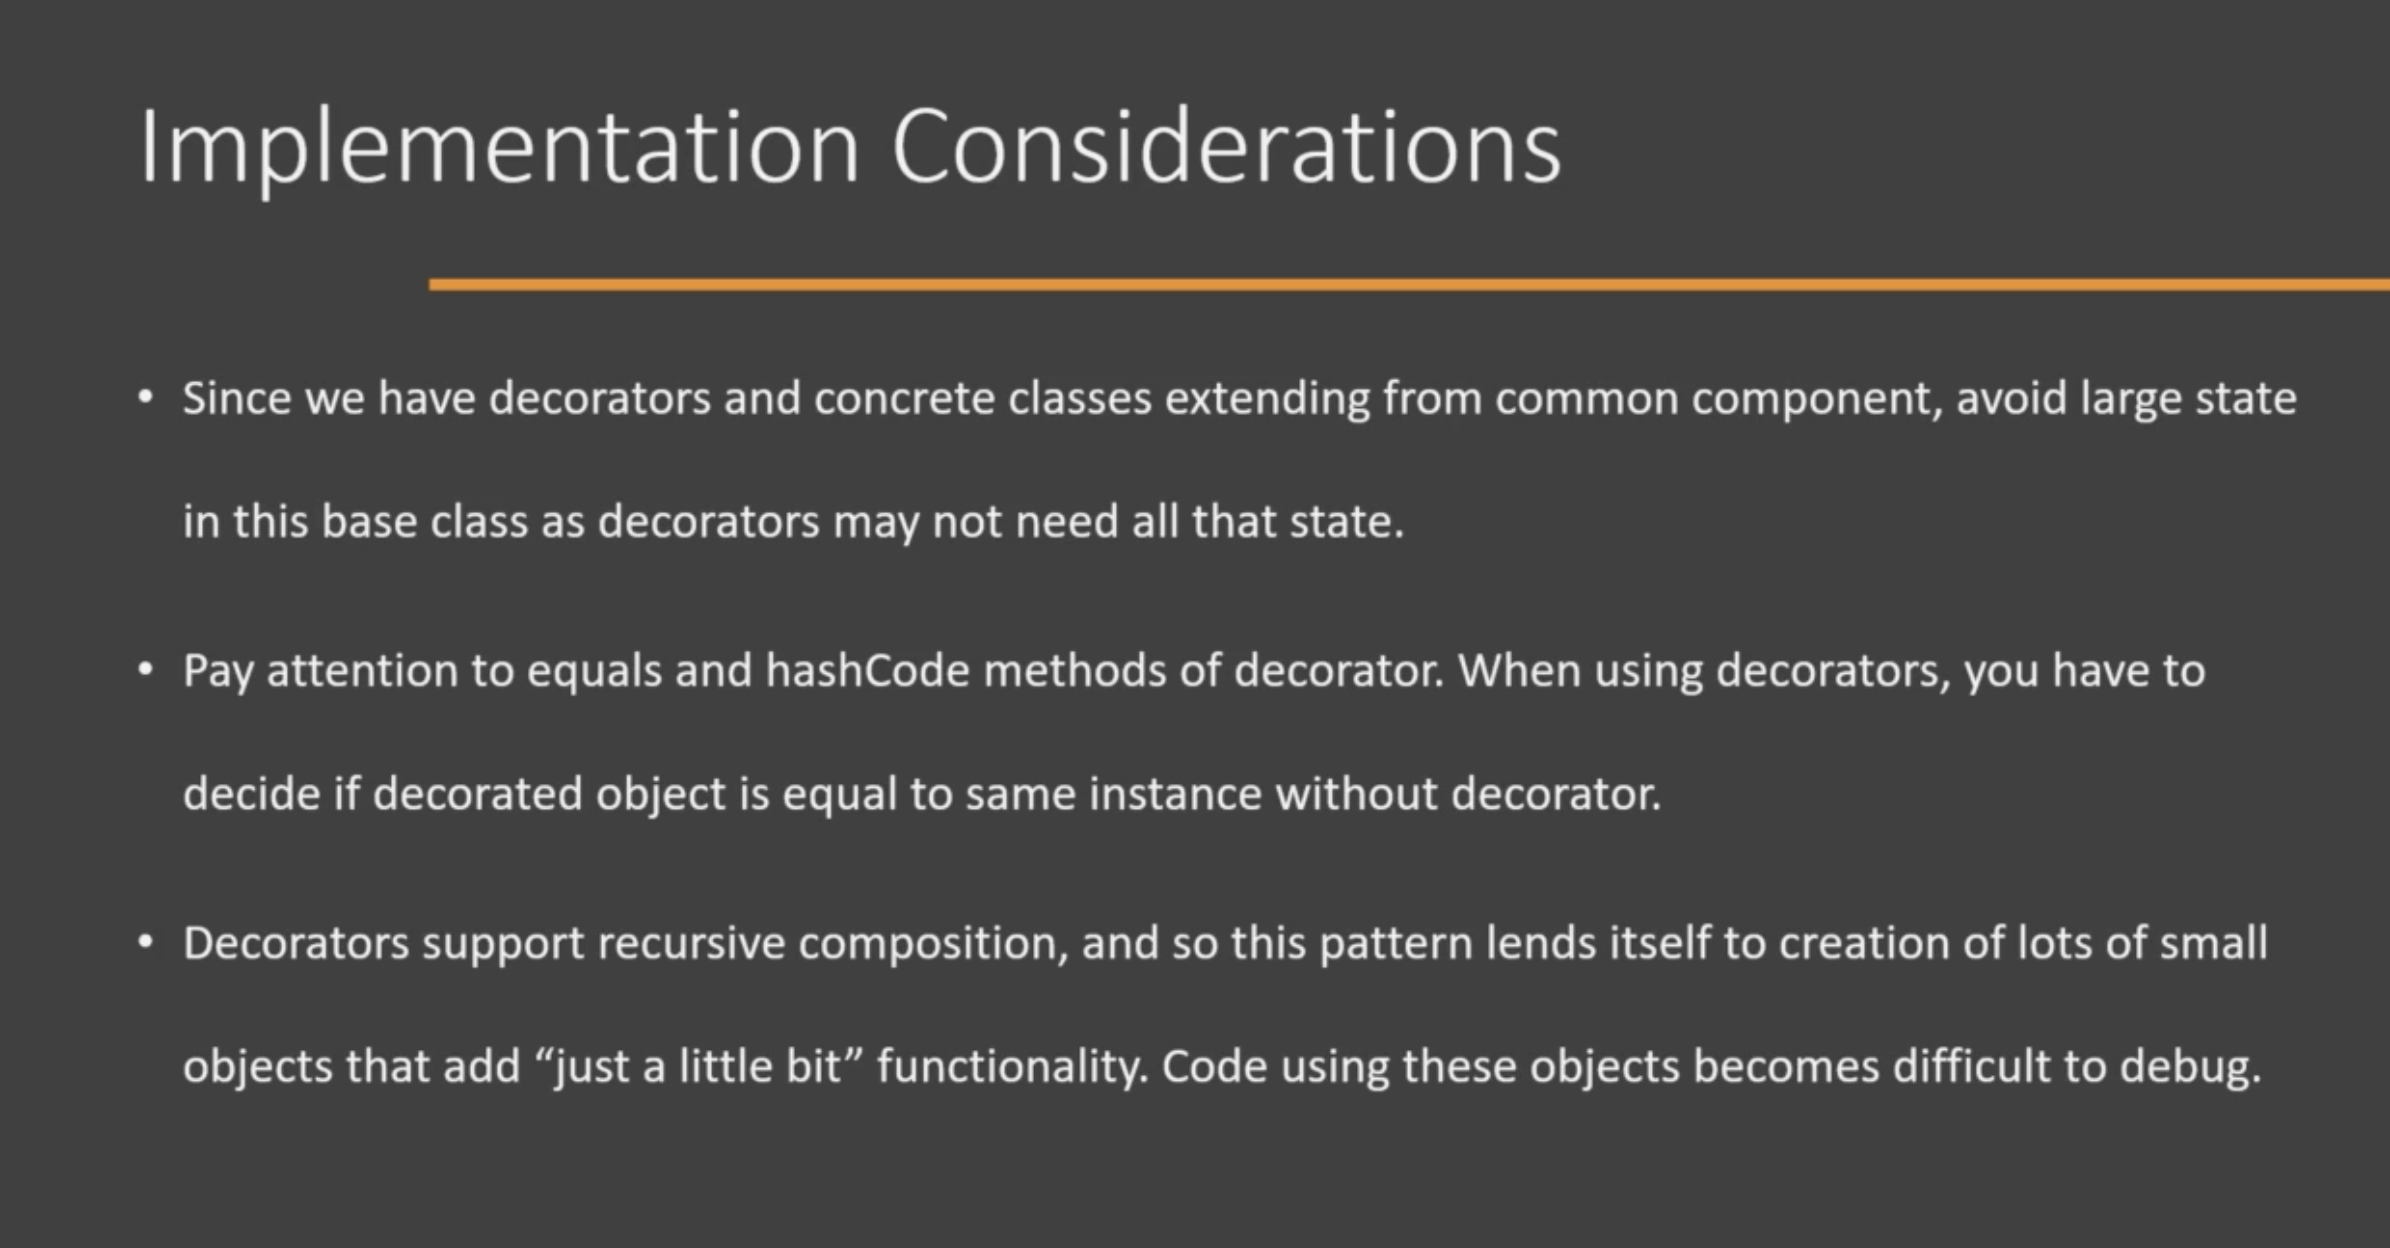 Implementation Considerations
• Since we have decorators and concrete classes extending from common component, avoid large state
in this base class as decorators may not need all that state.
• Pay attention to equals and hashCode methods of decorator. When using decorators, you have to
decide if decorated object is equal to same instance without decorator.
• Decorators support recursive composition, and so this pattern lends itself to creation of lots of small
objects that add “just a little bit” functionality. Code using these objects becomes difficult to debug.